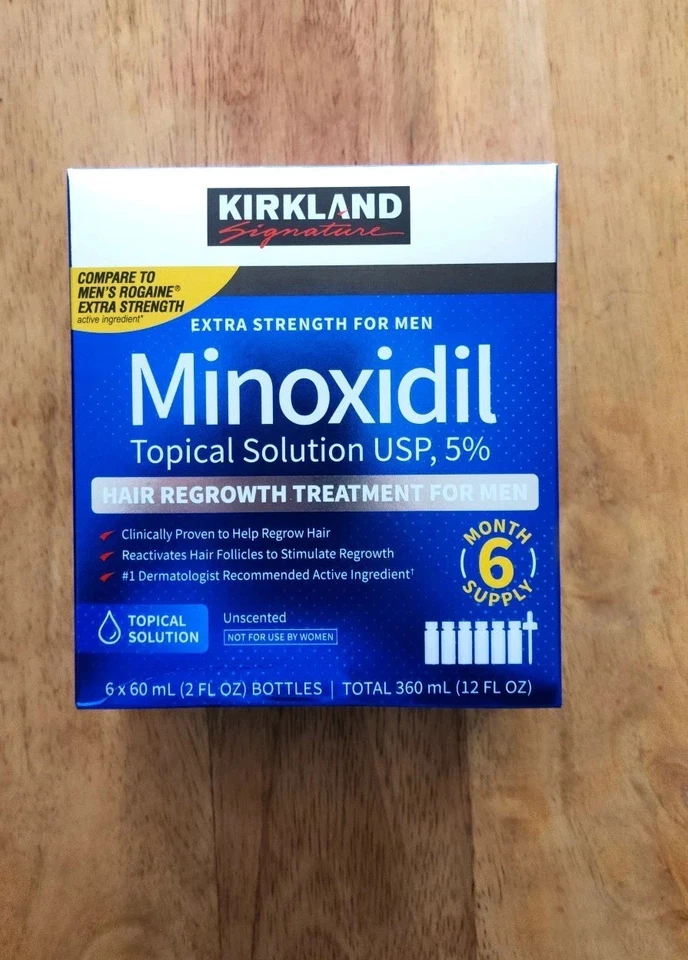 KIRKLAND
Signature
COMPARE TO
MEN'S ROGAINE®
EXTRA STRENGTH
active ingredient*
EXTRA STRENGTH FOR MEN
Minoxidil
Topical Solution USP, 5%
HAIR REGROWTH TREATMENT FOR MEN
Clinically Proven to Help Regrow Hair
Reactivates Hair Follicles to Stimulate Regrowth
#1 Dermatologist Recommended Active Ingredient†
MONTH
6
SUPPLY
TOPICAL
SOLUTION
Unscented
NOT FOR USE BY WOMEN
6 x 60 mL (2 FL OZ) BOTTLES | TOTAL 360 mL (12 FL OZ)